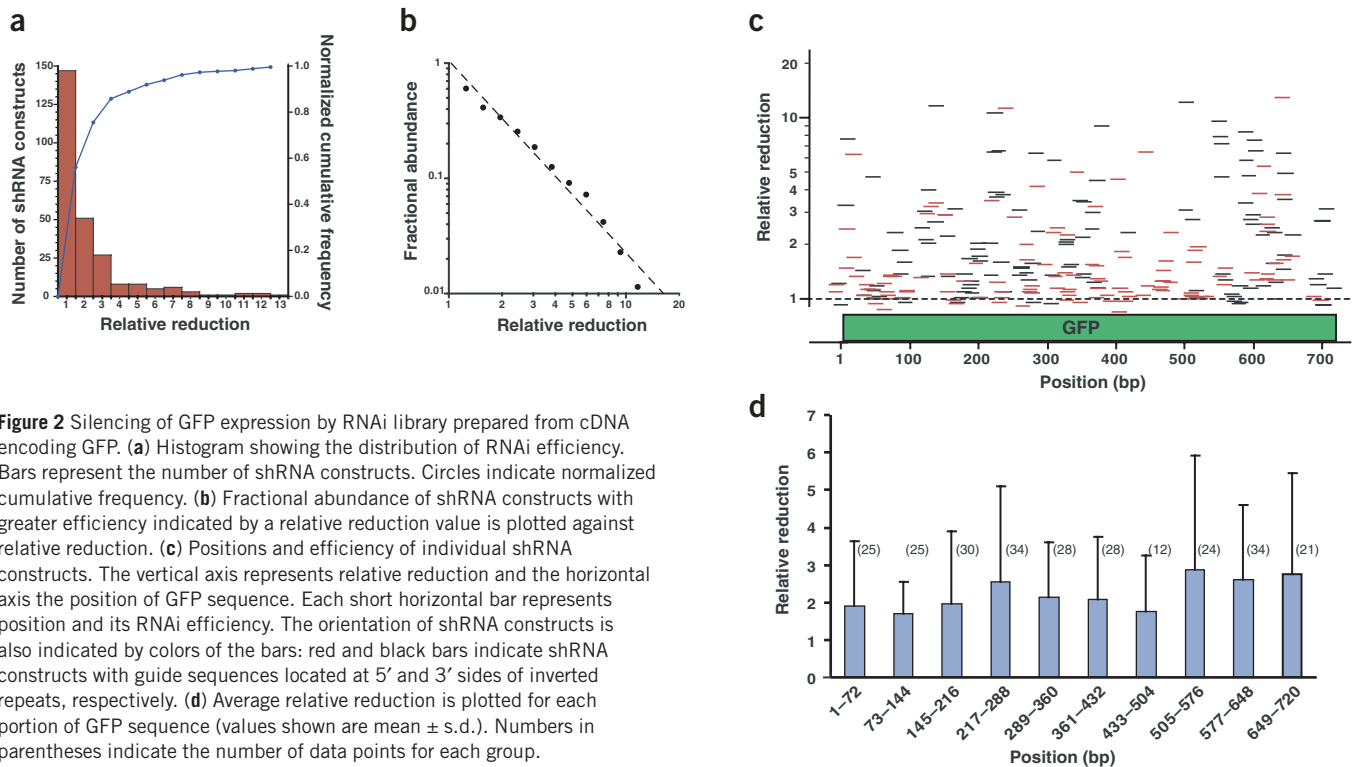 a
Number of shRNA constructs
150
125
100
75
50
25
0
1 2 3 4 5 6 7 8 9 10 11 12 13
Relative reduction
1.0
0.8
0.6
0.4
0.2
0.0
Normalized cumulative frequency
b
Fractional abundance
1
0.1
0.01
1 2 3 4 5 6 8 10 20
Relative reduction
c
Relative reduction
20
10
5
4
3
2
1
GFP
1 100 200 300 400 500 600 700
Position (bp)
Figure 2 Silencing of GFP expression by RNAi library prepared from cDNA
encoding GFP. (a) Histogram showing the distribution of RNAi efficiency.
Bars represent the number of shRNA constructs. Circles indicate normalized
cumulative frequency. (b) Fractional abundance of shRNA constructs with
greater efficiency indicated by a relative reduction value is plotted against
relative reduction. (c) Positions and efficiency of individual shRNA
constructs. The vertical axis represents relative reduction and the horizontal
axis the position of GFP sequence. Each short horizontal bar represents
position and its RNAi efficiency. The orientation of shRNA constructs is
also indicated by colors of the bars: red and black bars indicate shRNA
constructs with guide sequences located at 5′ and 3′ sides of inverted
repeats, respectively. (d) Average relative reduction is plotted for each
portion of GFP sequence (values shown are mean ± s.d.). Numbers in
parentheses indicate the number of data points for each group.
d
Relative reduction
7
6
5
4
3
2
1
0
(25) (25) (30) (34) (28) (28) (12) (24) (34) (21)
1–72 73–144 145–216 217–288 289–360 361–432 433–504 505–576 577–648 649–720
Position (bp)